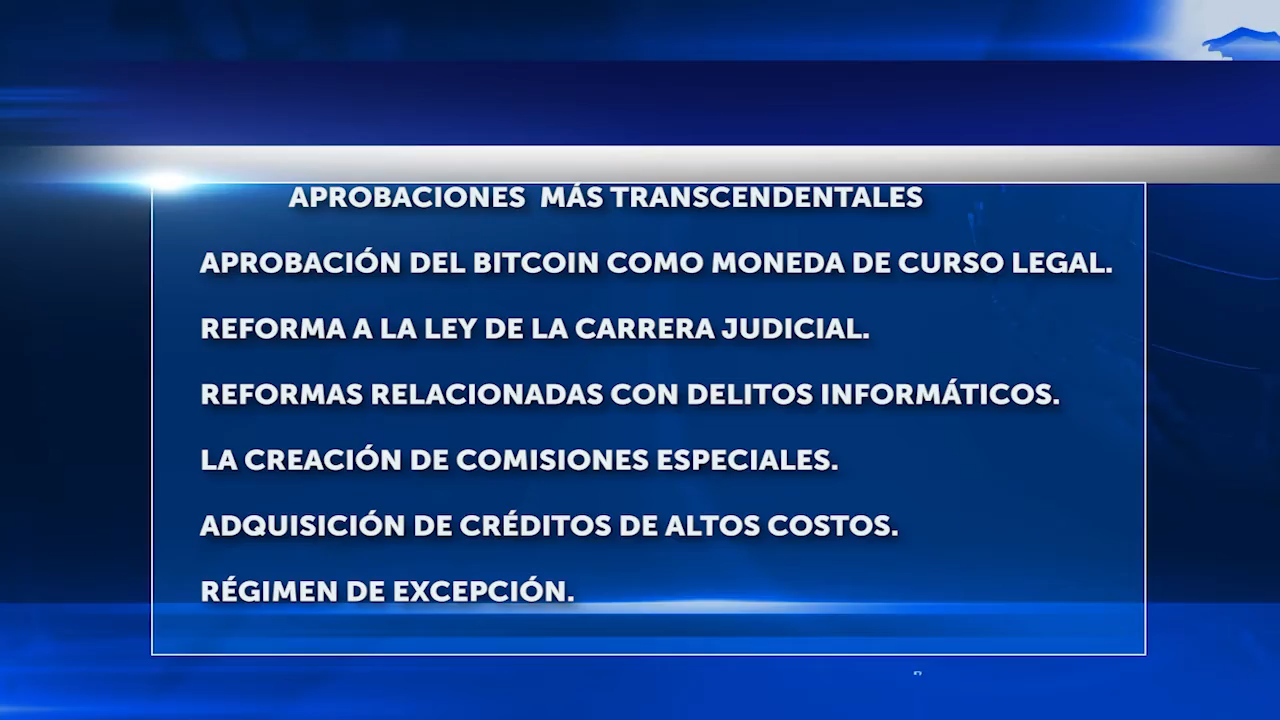 APROBACIONES MÁS TRANSCENDENTALES
APROBACIÓN DEL BITCOIN COMO MONEDA DE CURSO LEGAL.
REFORMA A LA LEY DE LA CARRERA JUDICIAL.
REFORMAS RELACIONADAS CON DELITOS INFORMÁTICOS.
LA CREACIÓN DE COMISIONES ESPECIALES.
ADQUISICIÓN DE CRÉDITOS DE ALTOS COSTOS.
RÉGIMEN DE EXCEPCIÓN.